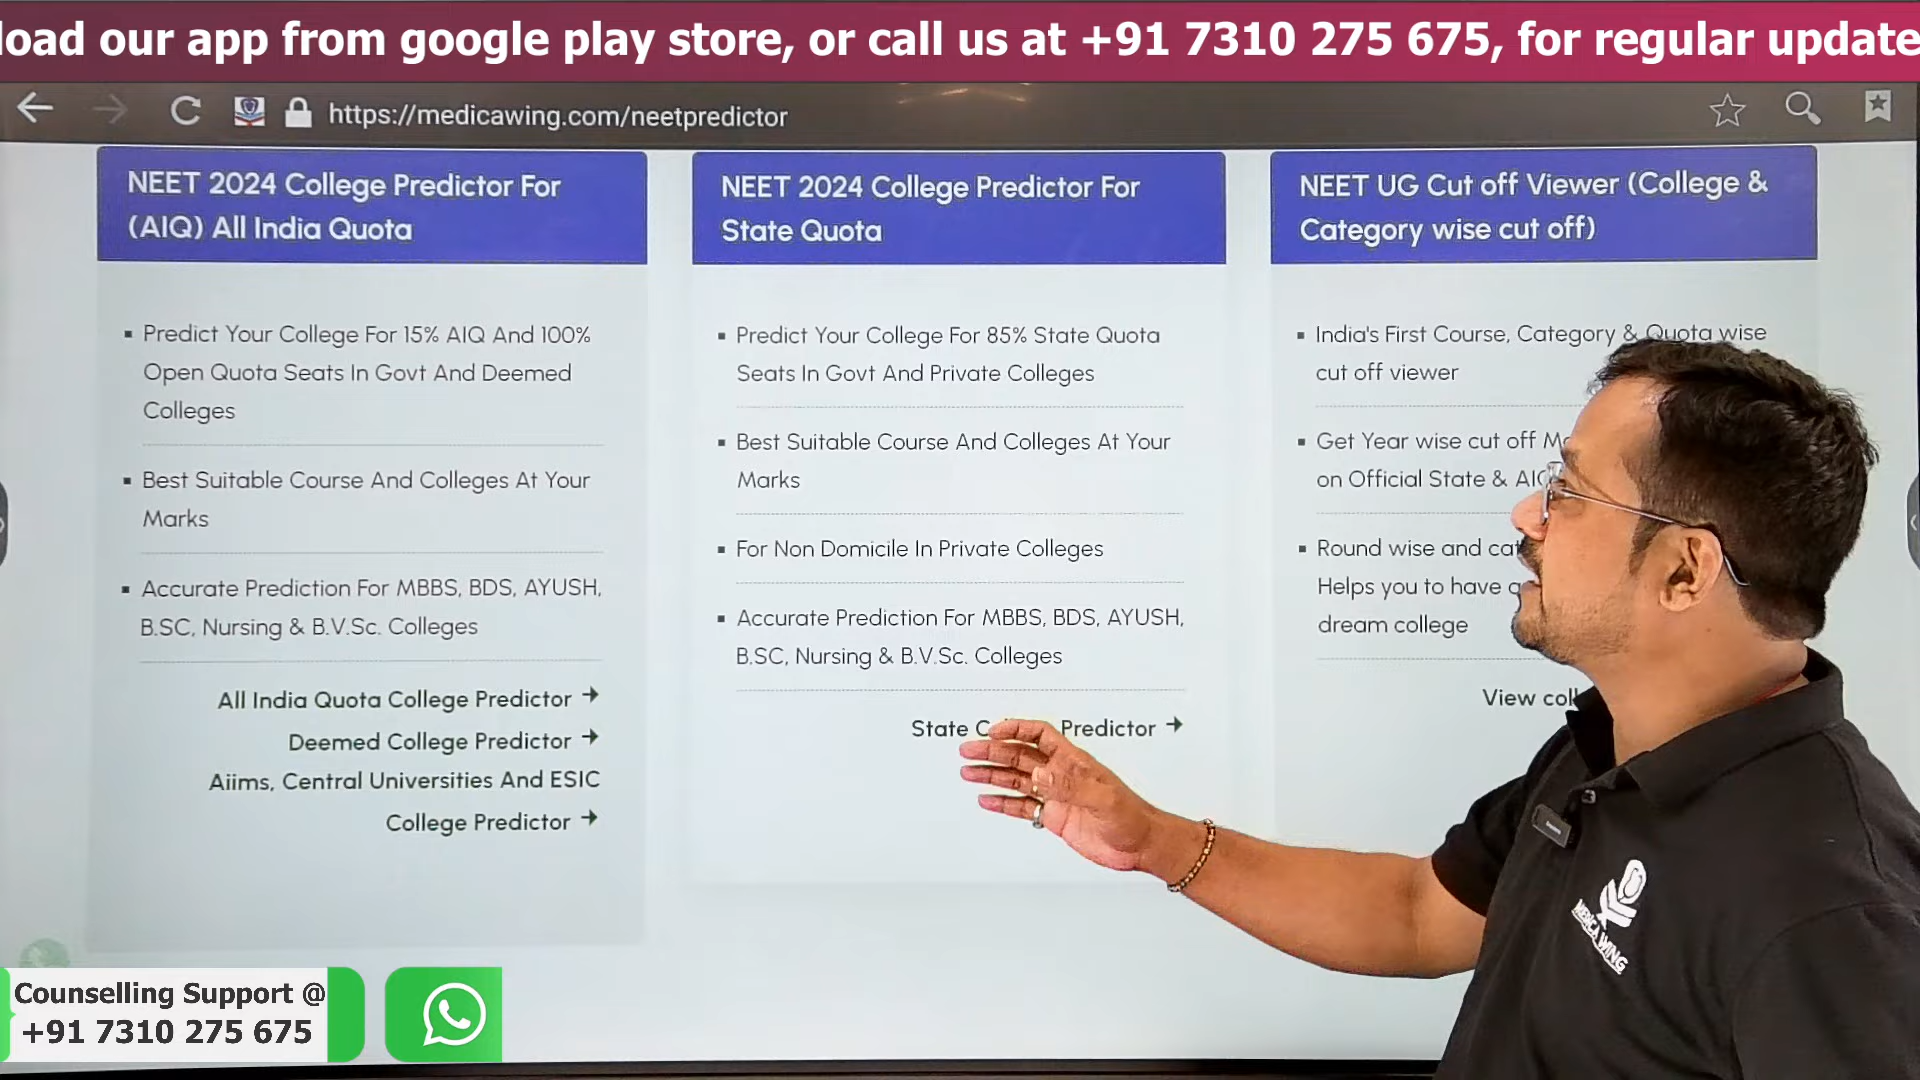 load our app from google play store, or call us at +91 7310 275 675, for regular update
https://medicawing.com/neetpredictor
NEET 2024 College Predictor For
(AIQ) All India Quota
▪ Predict Your College For 15% AIQ And 100%
Open Quota Seats In Govt And Deemed
Colleges
▪ Best Suitable Course And Colleges At Your
Marks
▪ Accurate Prediction For MBBS, BDS, AYUSH,
B.SC, Nursing & B.V.Sc. Colleges
All India Quota College Predictor →
Deemed College Predictor →
Aiims, Central Universities And ESIC
College Predictor →
NEET 2024 College Predictor For
State Quota
▪ Predict Your College For 85% State Quota
Seats In Govt And Private Colleges
▪ Best Suitable Course And Colleges At Your
Marks
▪ For Non Domicile In Private Colleges
▪ Accurate Prediction For MBBS, BDS, AYUSH,
B.SC, Nursing & B.V.Sc. Colleges
State Predictor →
NEET UG Cut off Viewer (College &
Category wise cut off)
▪ India's First Course, Category & Quota wise
cut off viewer
▪ Get Year wise cut off
on Official State &
▪ Round wise and
Helps you to have
dream college
View
MEDICA WING
Counselling Support @
+91 7310 275 675